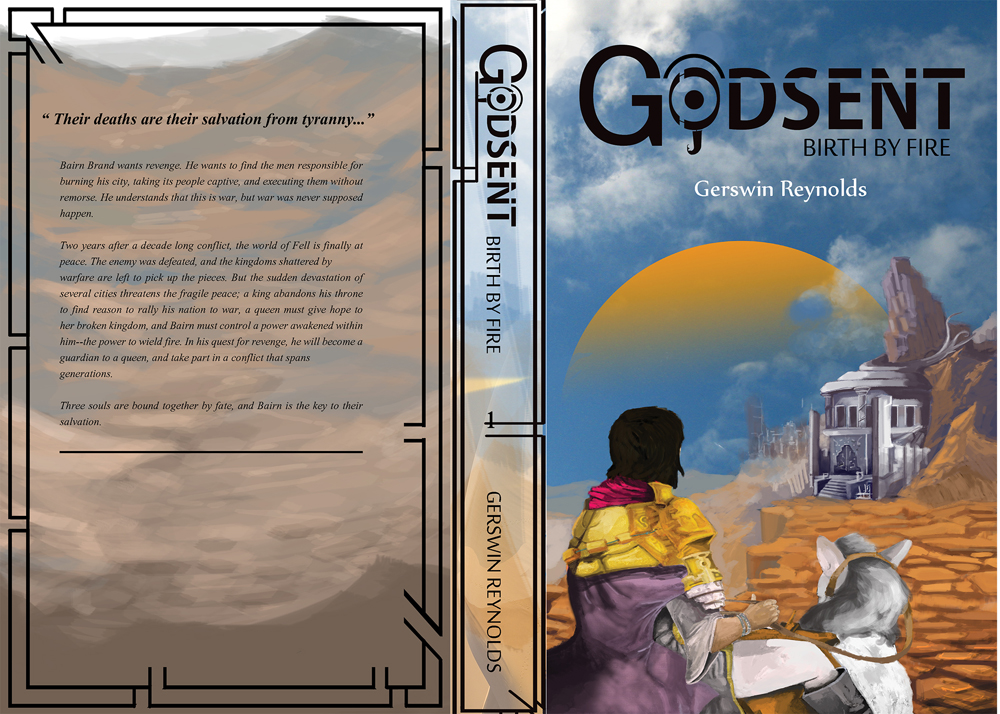 “ Their deaths are their salvation from tyranny...”
Bairn Brand wants revenge. He wants to find the men responsible for
burning his city, taking its people captive, and executing them without
remorse. He understands that this is war, but war was never supposed
happen.
Two years after a decade long conflict, the world of Fell is finally at
peace. The enemy was defeated, and the kingdoms shattered by
warfare are left to pick up the pieces. But the sudden devastation of
several cities threatens the fragile peace; a king abandons his throne
to find reason to rally his nation to war, a queen must give hope to
her broken kingdom, and Bairn must control a power awakened within
him--the power to wield fire. In his quest for revenge, he will become a
guardian to a queen, and take part in a conflict that spans
generations.
Three souls are bound together by fate, and Bairn is the key to their
salvation.
GODSENT
BIRTH BY FIRE
1
GERSWIN REYNOLDS
GODSENT
BIRTH BY FIRE
Gerswin Reynolds